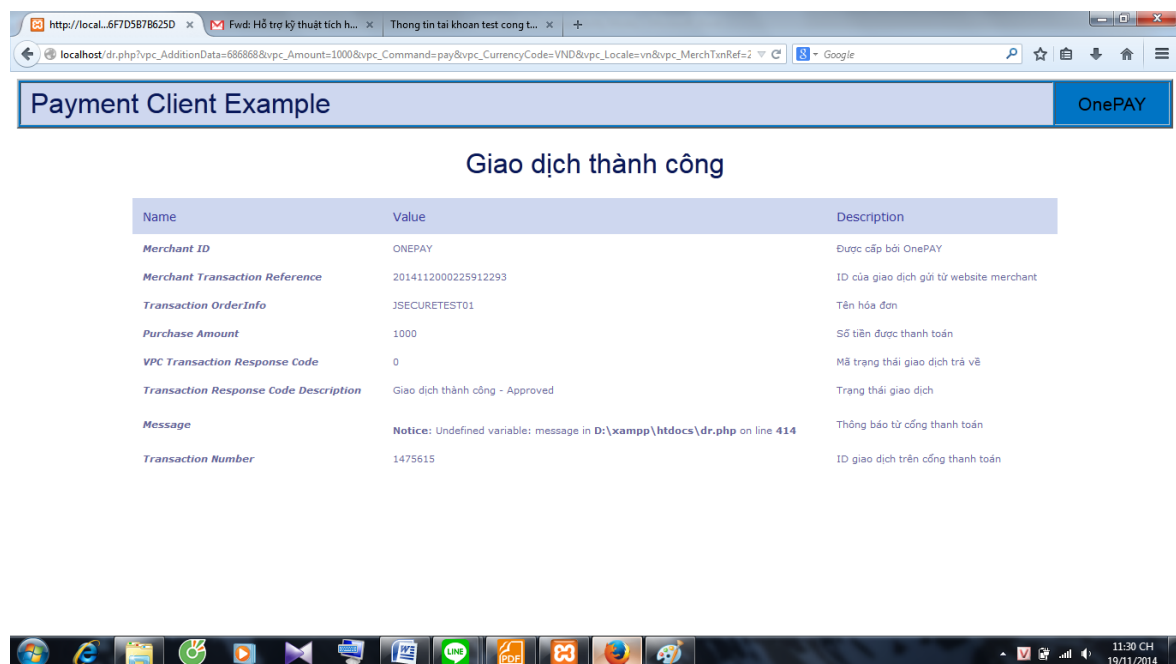 http://local...6F7D5B7B625D
Fwd: Hỗ trợ kỹ thuật tích h...
Thong tin tai khoan test cong t...
localhost/dr.php?vpc_AdditionData=686868&vpc_Amount=1000&vpc_Command=pay&vpc_CurrencyCode=VND&vpc_Locale=vn&vpc_MerchTxnRef=2
8 Google
Payment Client Example OnePAY
Giao dịch thành công
Name Value Description
Merchant ID ONEPAY Được cấp bởi OnePAY
Merchant Transaction Reference 2014112000225912293 ID của giao dịch gửi từ website merchant
Transaction OrderInfo JSECURETEST01 Tên hóa đơn
Purchase Amount 1000 Số tiền được thanh toán
VPC Transaction Response Code 0 Mã trạng thái giao dịch trả về
Transaction Response Code Description Giao dịch thành công - Approved Trạng thái giao dịch
Message Notice: Undefined variable: message in D:\xampp\htdocs\dr.php on line 414 Thông báo từ cổng thanh toán
Transaction Number 1475615 ID giao dịch trên cổng thanh toán
W LINE PDF V 11:30 CH
19/11/2014